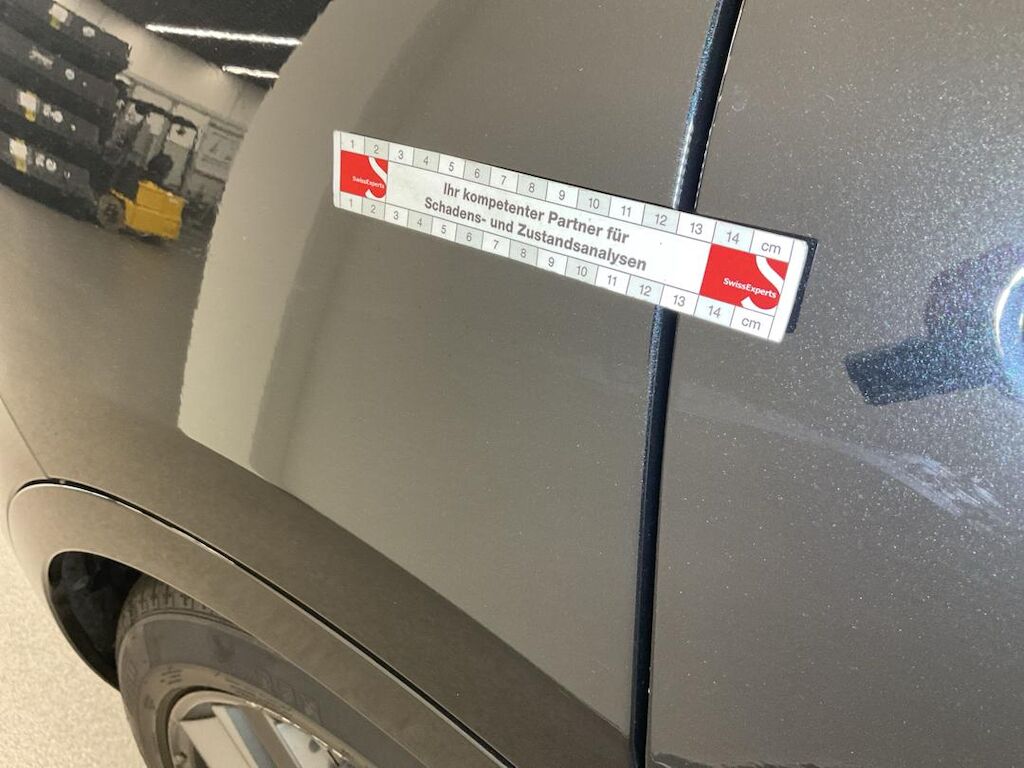 1 2 3 4 5 6 7 8 9 10 11 12 13 14 cm
SwissExperts
Ihr kompetenter Partner für
Schadens- und Zustandsanalysen
SwissExperts
1 2 3 4 5 6 7 8 9 10 11 12 13 14 cm